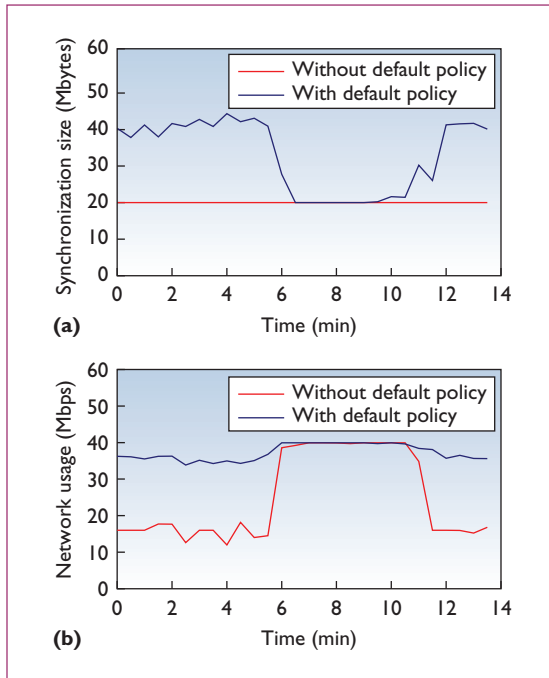 60
50
40
30
20
10
0
Synchronization size (Mbytes)
Without default policy
With default policy
0 2 4 6 8 10 12 14
(a)
Time (min)
60
50
40
30
20
10
0
Network usage (Mbps)
Without default policy
With default policy
0 2 4 6 8 10 12 14
(b)
Time (min)